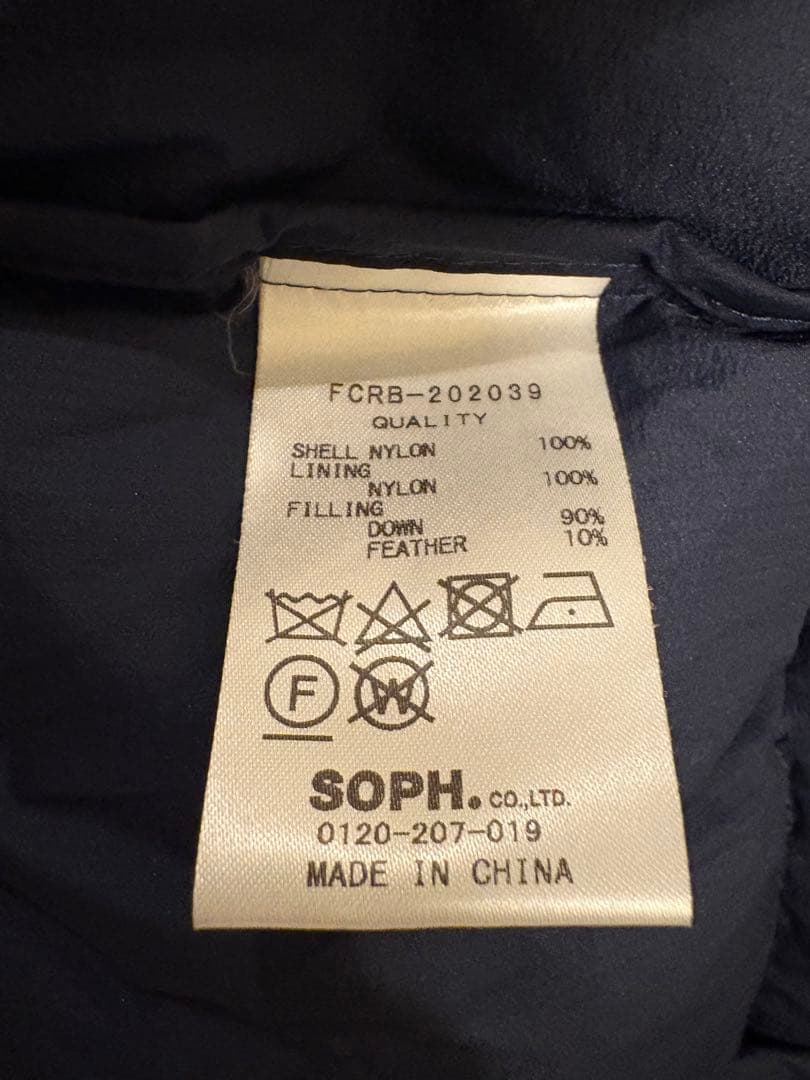 FCRB-202039
QUALITY
SHELL NYLON 100%
LINING
NYLON 100%
FILLING
DOWN 90%
FEATHER 10%
F W
SOPH. CO.,LTD.
0120-207-019
MADE IN CHINA